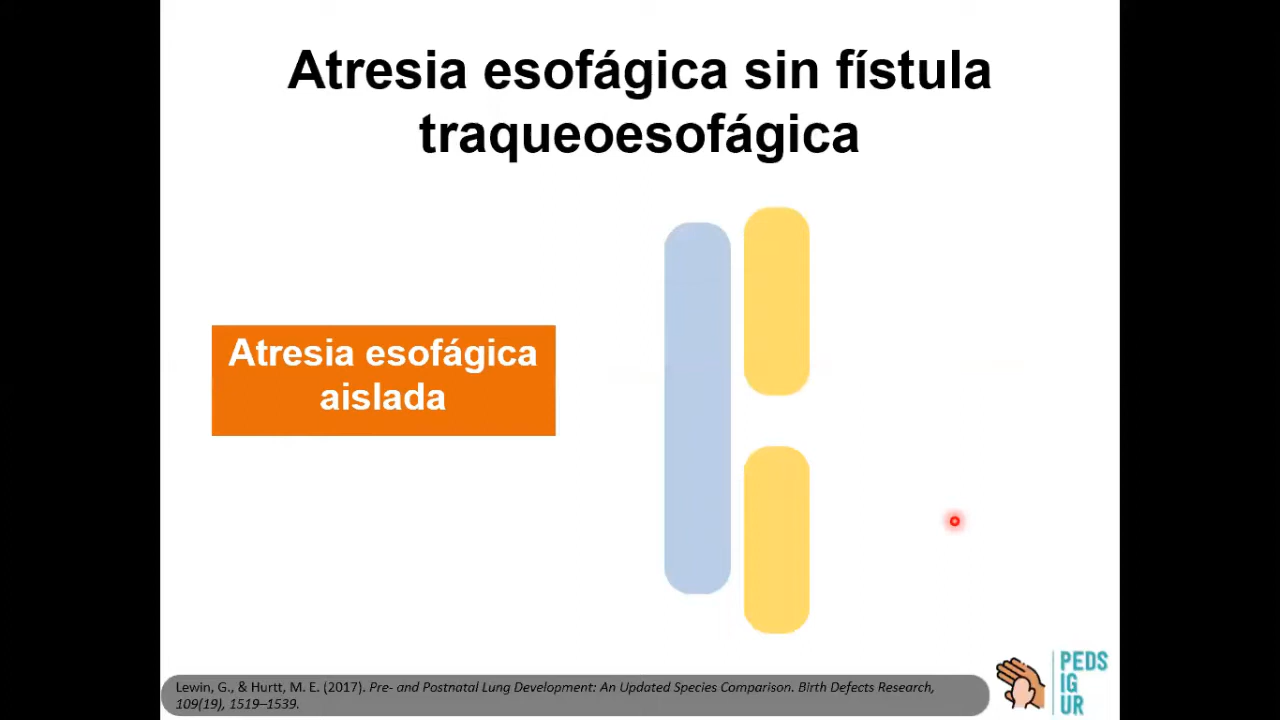 Atresia esofágica sin fístula
traqueoesofágica
Atresia esofágica
aislada
Lewin, G., & Hurtt, M. E. (2017). Pre- and Postnatal Lung Development: An Updated Species Comparison. Birth Defects Research,
109(19), 1519–1539.
PEDS
IG
UR